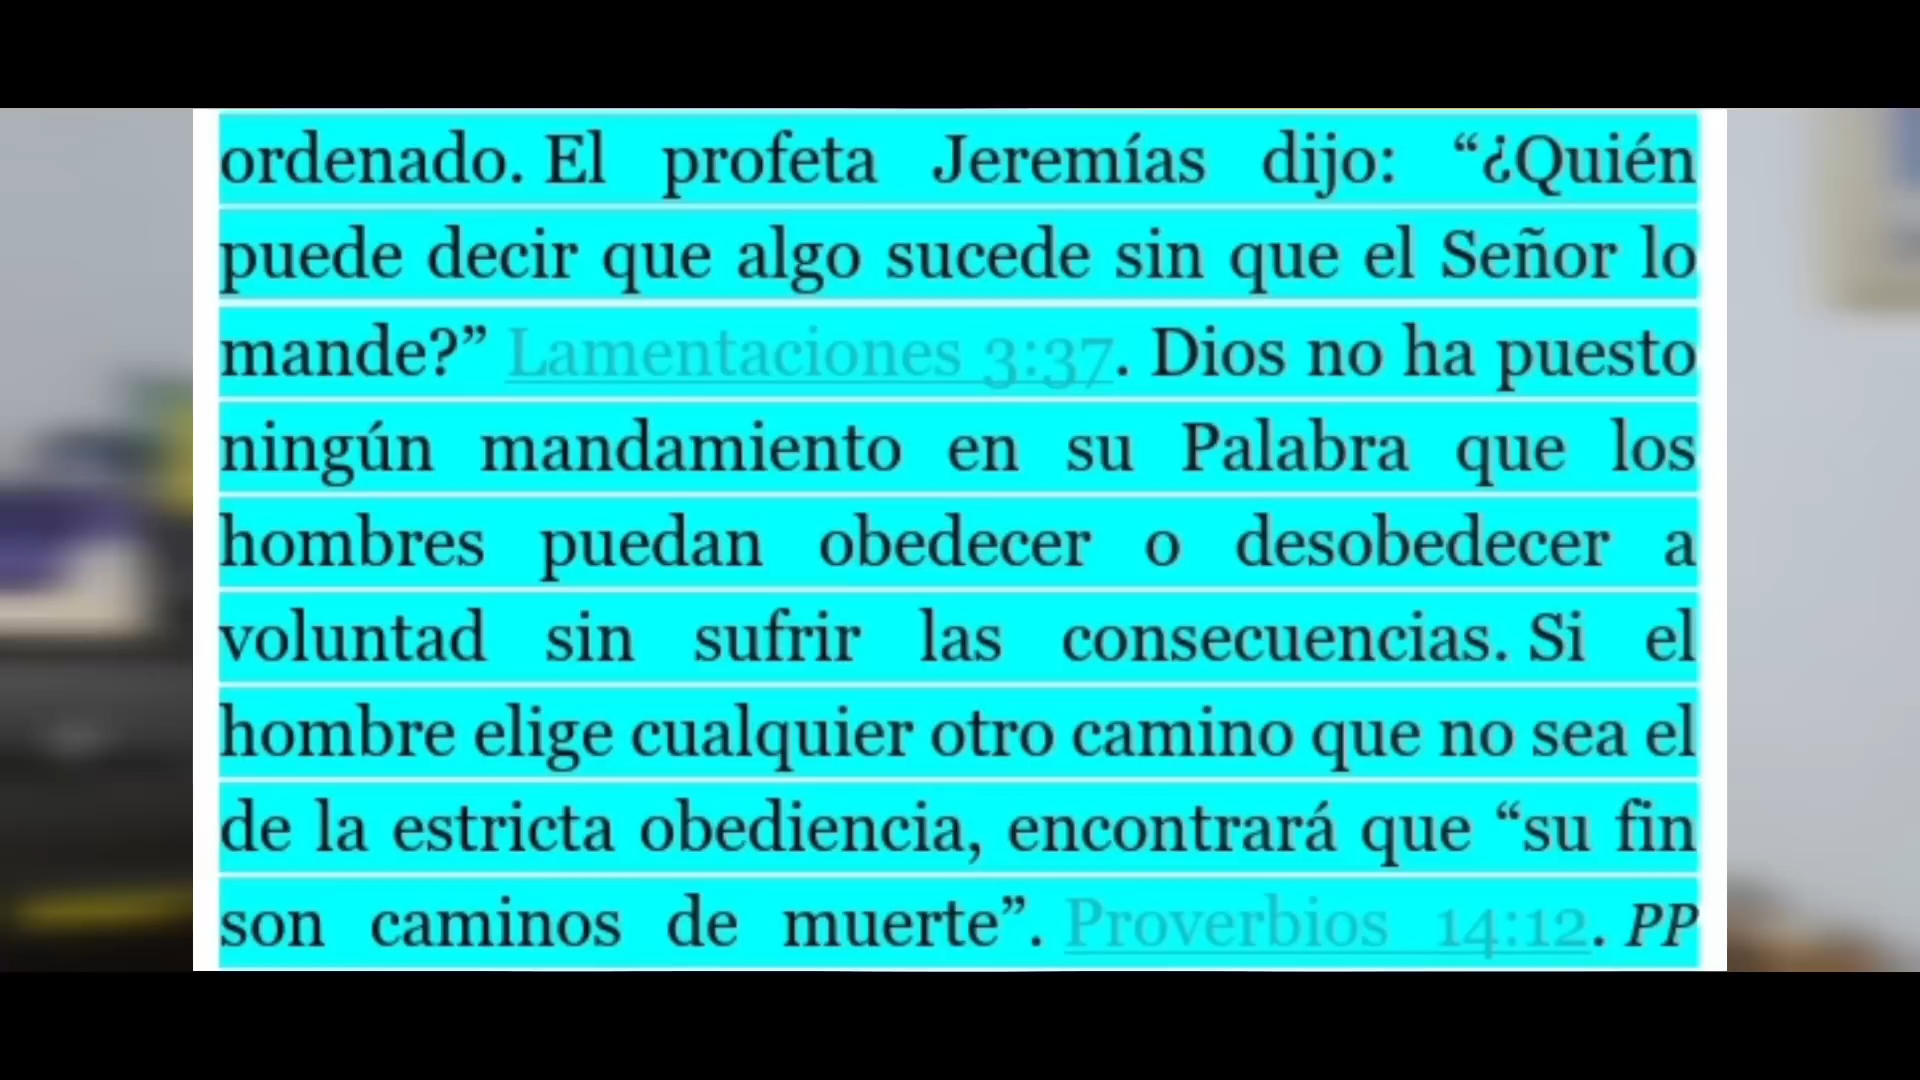 ordenado. El profeta Jeremías dijo: “¿Quién
puede decir que algo sucede sin que el Señor lo
mande?” Lamentaciones 3:37. Dios no ha puesto
ningún mandamiento en su Palabra que los
hombres puedan obedecer o desobedecer a
voluntad sin sufrir las consecuencias. Si el
hombre elige cualquier otro camino que no sea el
de la estricta obediencia, encontrará que “su fin
son caminos de muerte”. Proverbios 14:12. PP